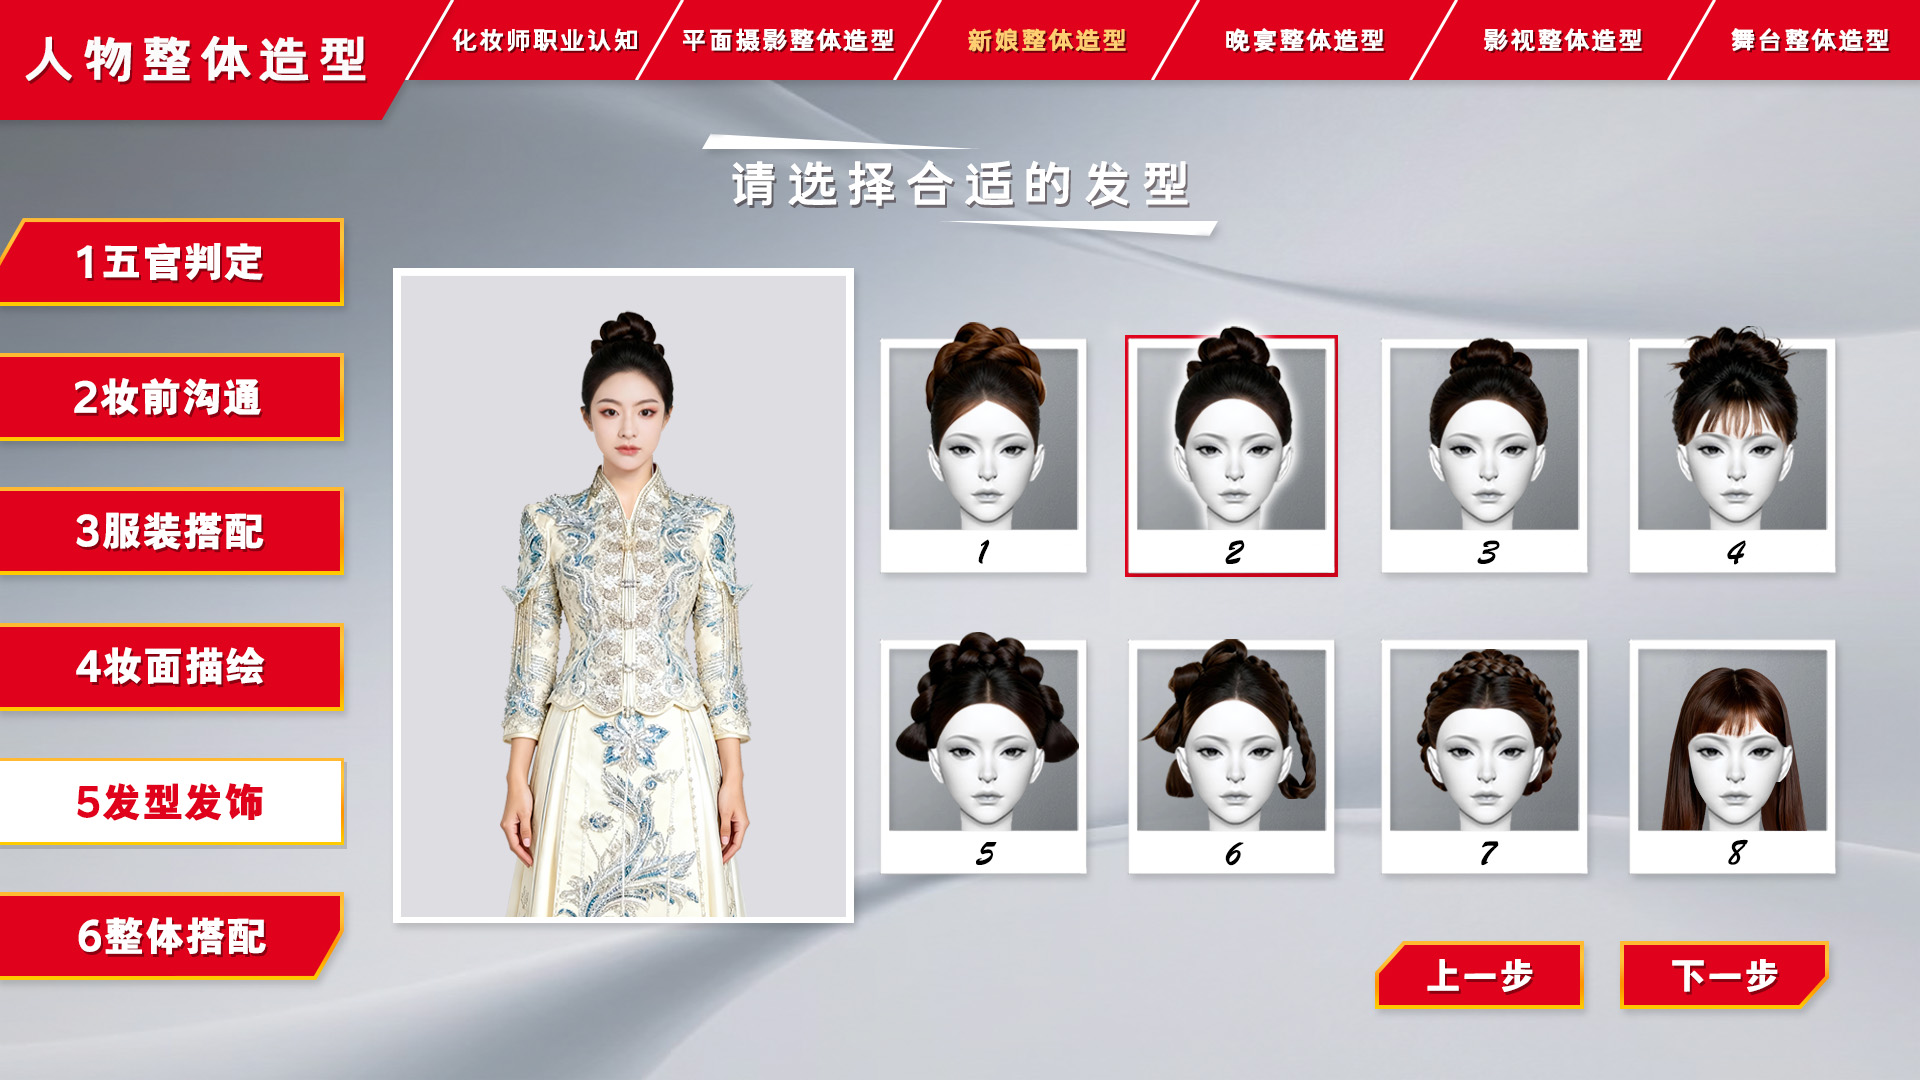 人物整体造型
化妆师职业认知
平面摄影整体造型
新娘整体造型
晚宴整体造型
影视整体造型
舞台整体造型
请选择合适的发型
1五官判定
2妆前沟通
3服装搭配
4妆面描绘
5发型发饰
6整体搭配
1
2
3
4
5
6
7
8
上一步
下一步